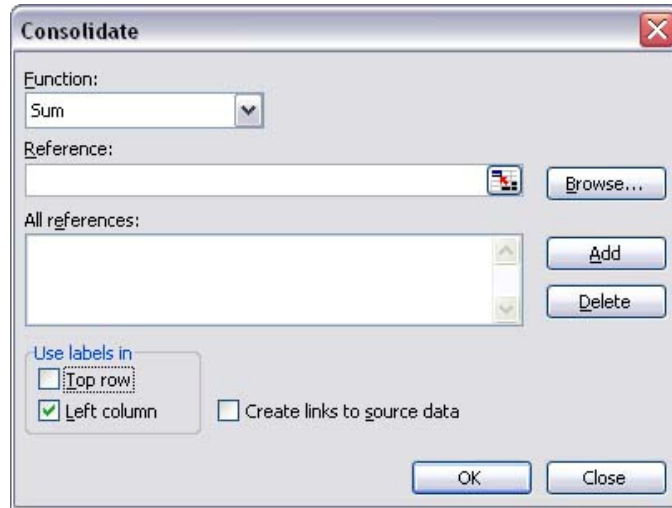 Consolidate
Function:
Sum
Reference:
Browse...
All references:
Add
Delete
Use labels in
Top row
Left column
Create links to source data
OK
Close